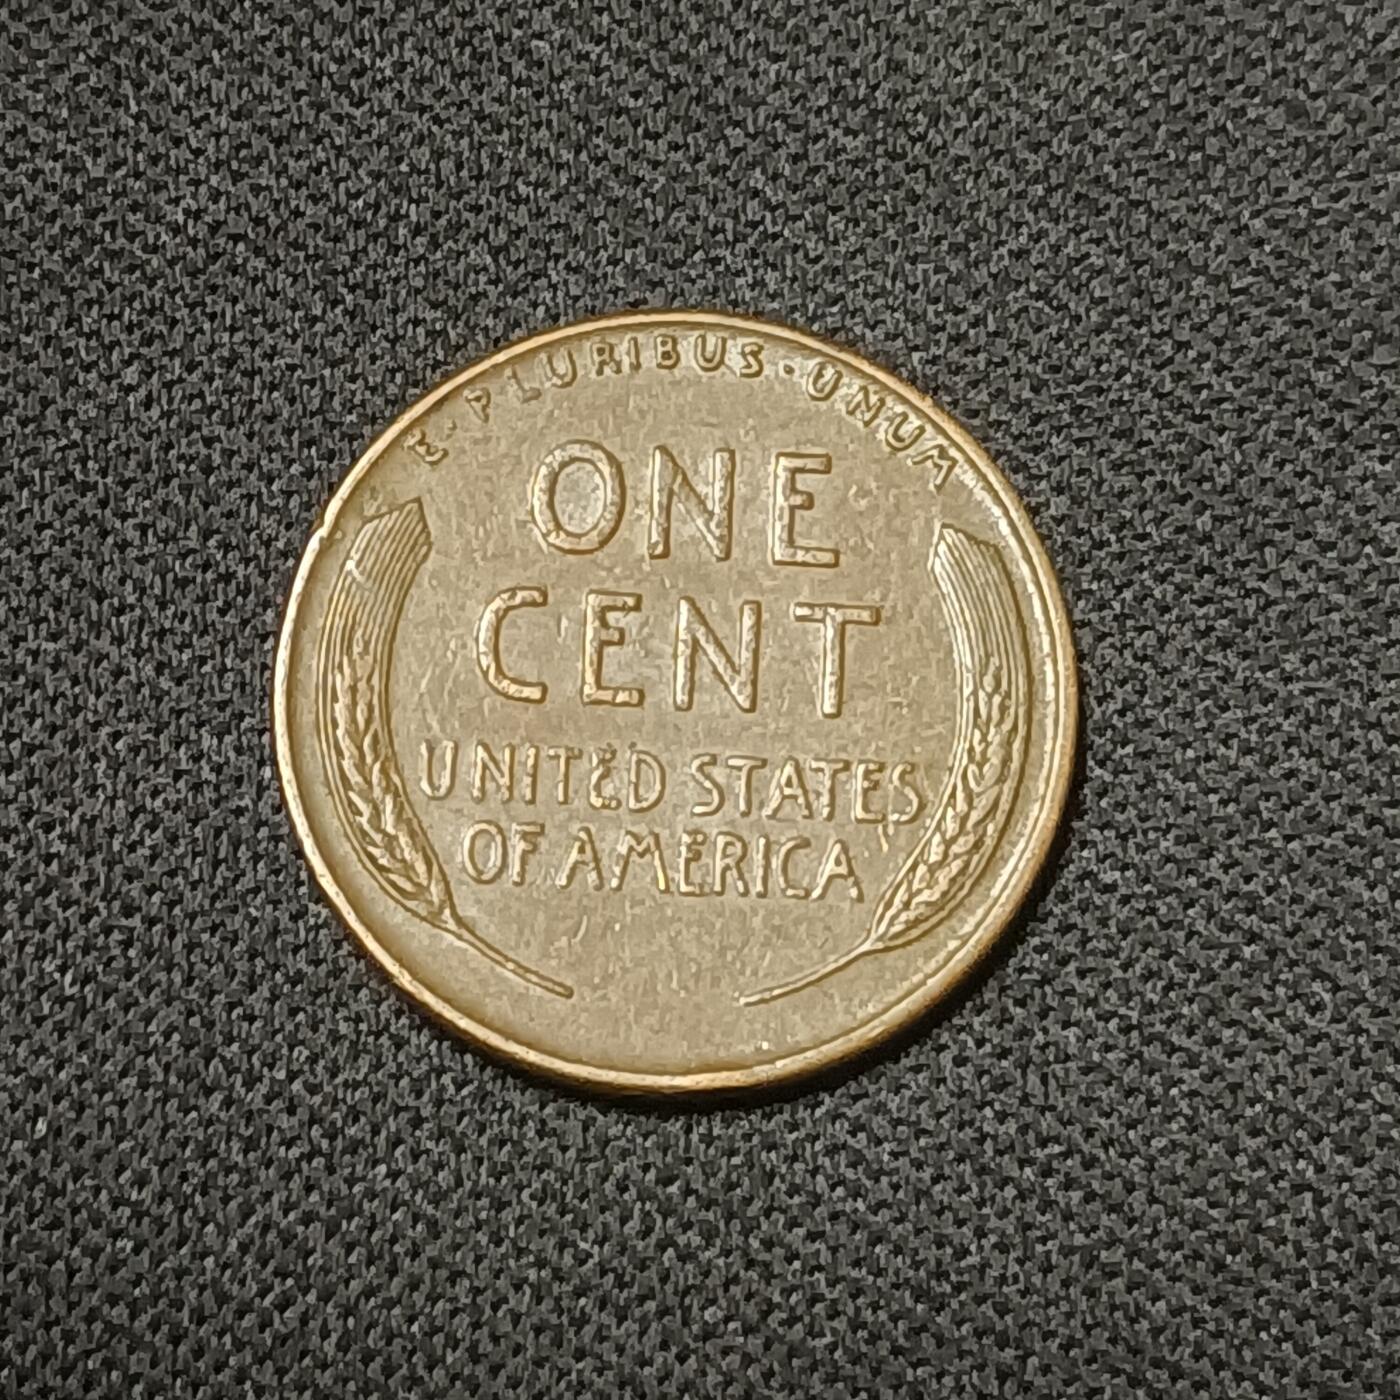 E·PLURIBUS·UNUM
ONE
CENT
UNITED STATES
OF AMERICA